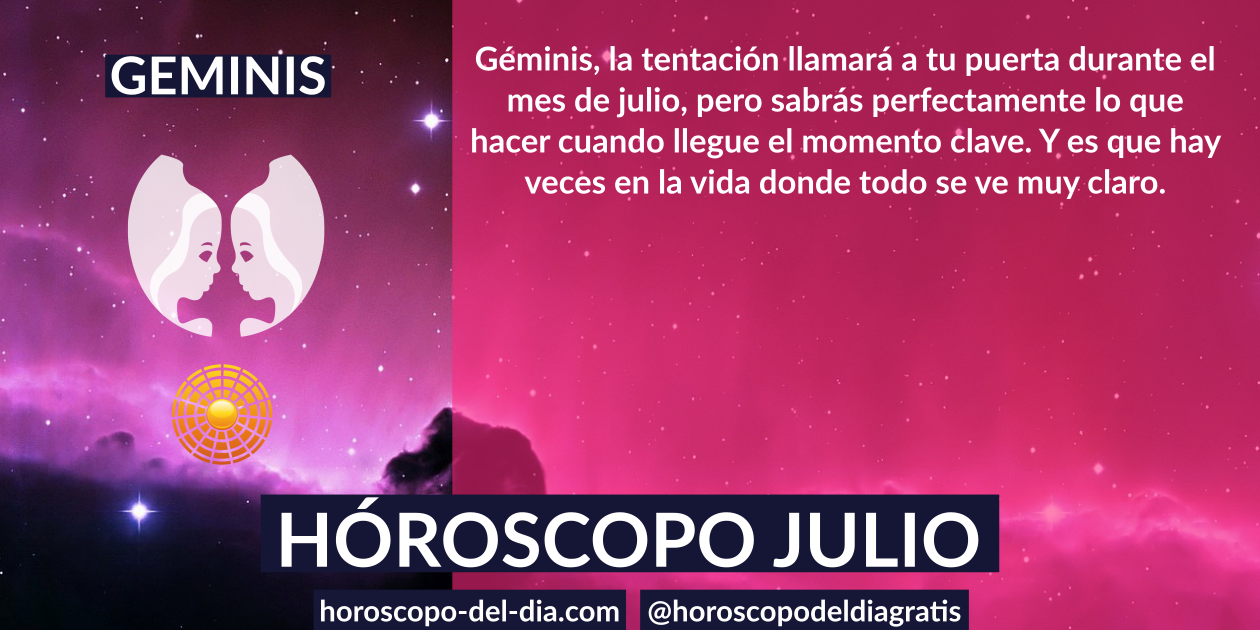 GEMINIS
Géminis, la tentación llamará a tu puerta durante el
mes de julio, pero sabrás perfectamente lo que
hacer cuando llegue el momento clave. Y es que hay
veces en la vida donde todo se ve muy claro.
HÓROSCOPO JULIO
horoscopo-del-dia.com
@horoscopodeldiagratis